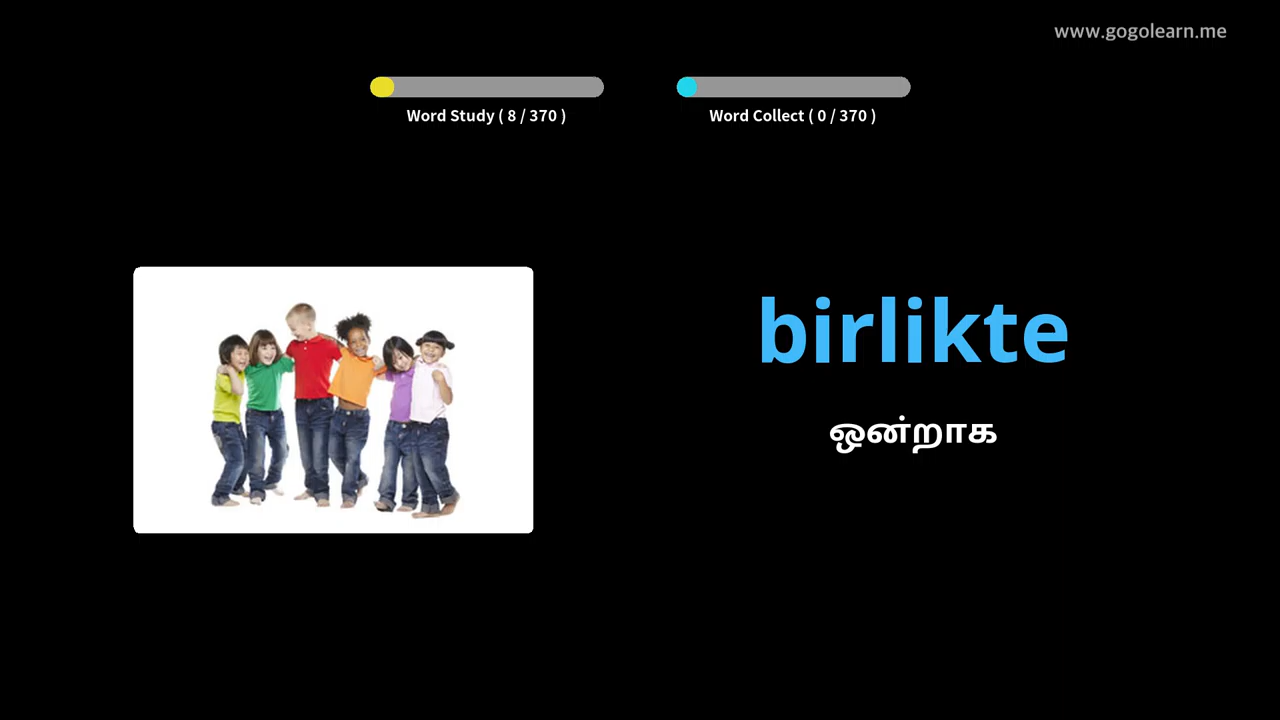 www.gogolearn.me
Word Study ( 8 / 370 )
Word Collect ( 0 / 370 )
birlikte
ஒன்றாக